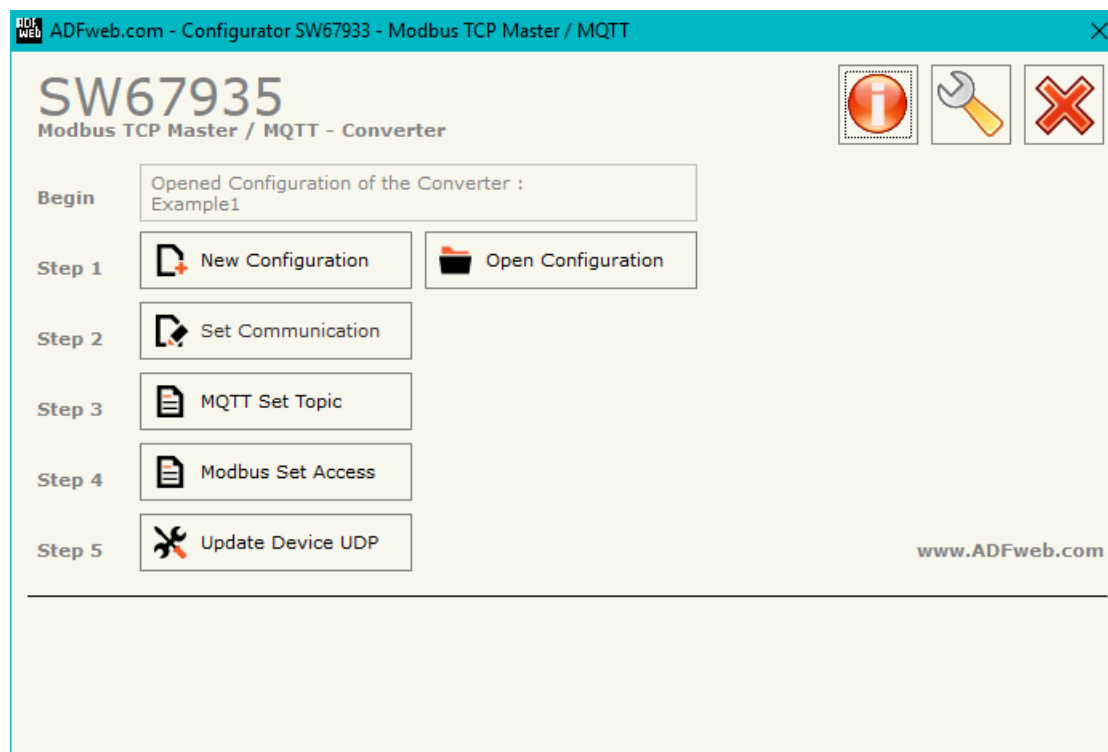 ADF
WEB
ADFweb.com - Configurator SW67933 - Modbus TCP Master / MQTT
SW67935
Modbus TCP Master / MQTT - Converter
Begin
Opened Configuration of the Converter :
Example1
Step 1
New Configuration
Open Configuration
Step 2
Set Communication
Step 3
MQTT Set Topic
Step 4
Modbus Set Access
Step 5
Update Device UDP
www.ADFweb.com